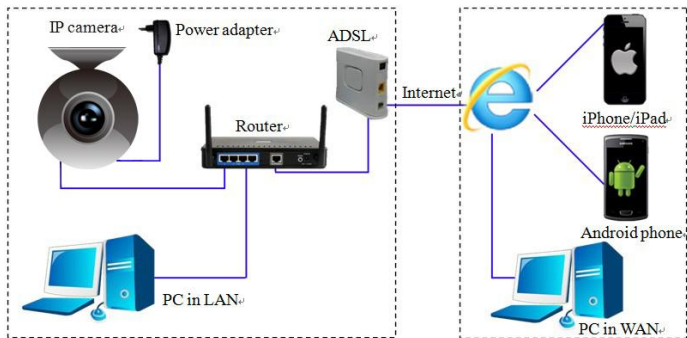 IP camera
Power adapter
ADSL
Internet
Router
iPhone/iPad
Android phone
PC in LAN
PC in WAN